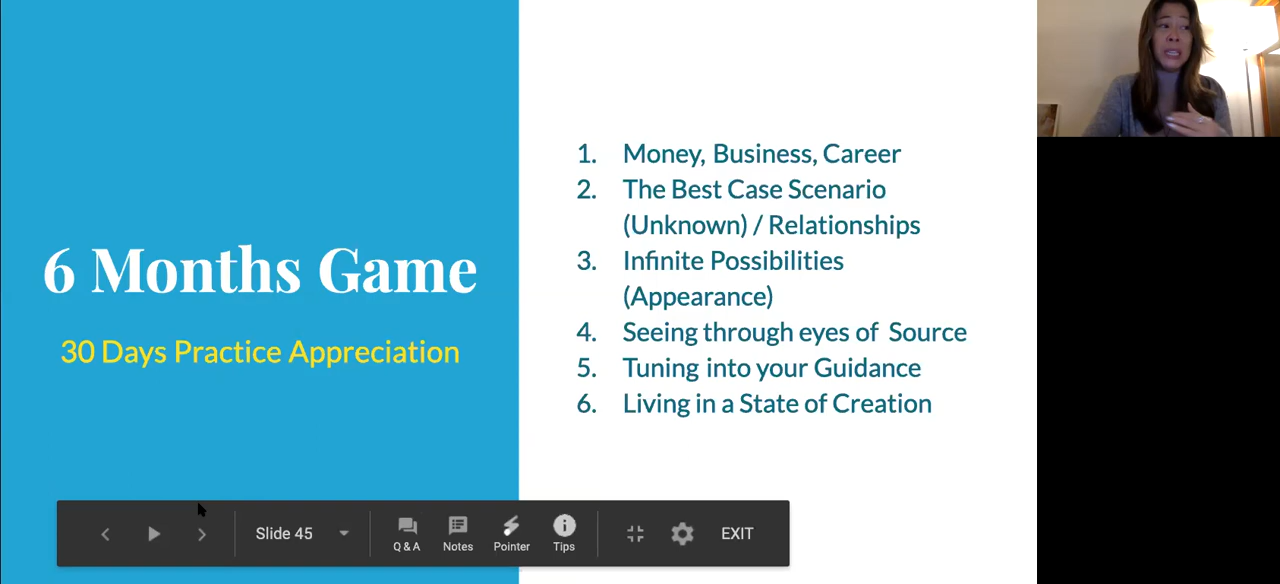 6 Months Game
30 Days Practice Appreciation
1. Money, Business, Career
2. The Best Case Scenario
(Unknown) / Relationships
3. Infinite Possibilities
(Appearance)
4. Seeing through eyes of Source
5. Tuning into your Guidance
6. Living in a State of Creation
Slide 45
Q & A
Notes
Pointer
Tips
EXIT